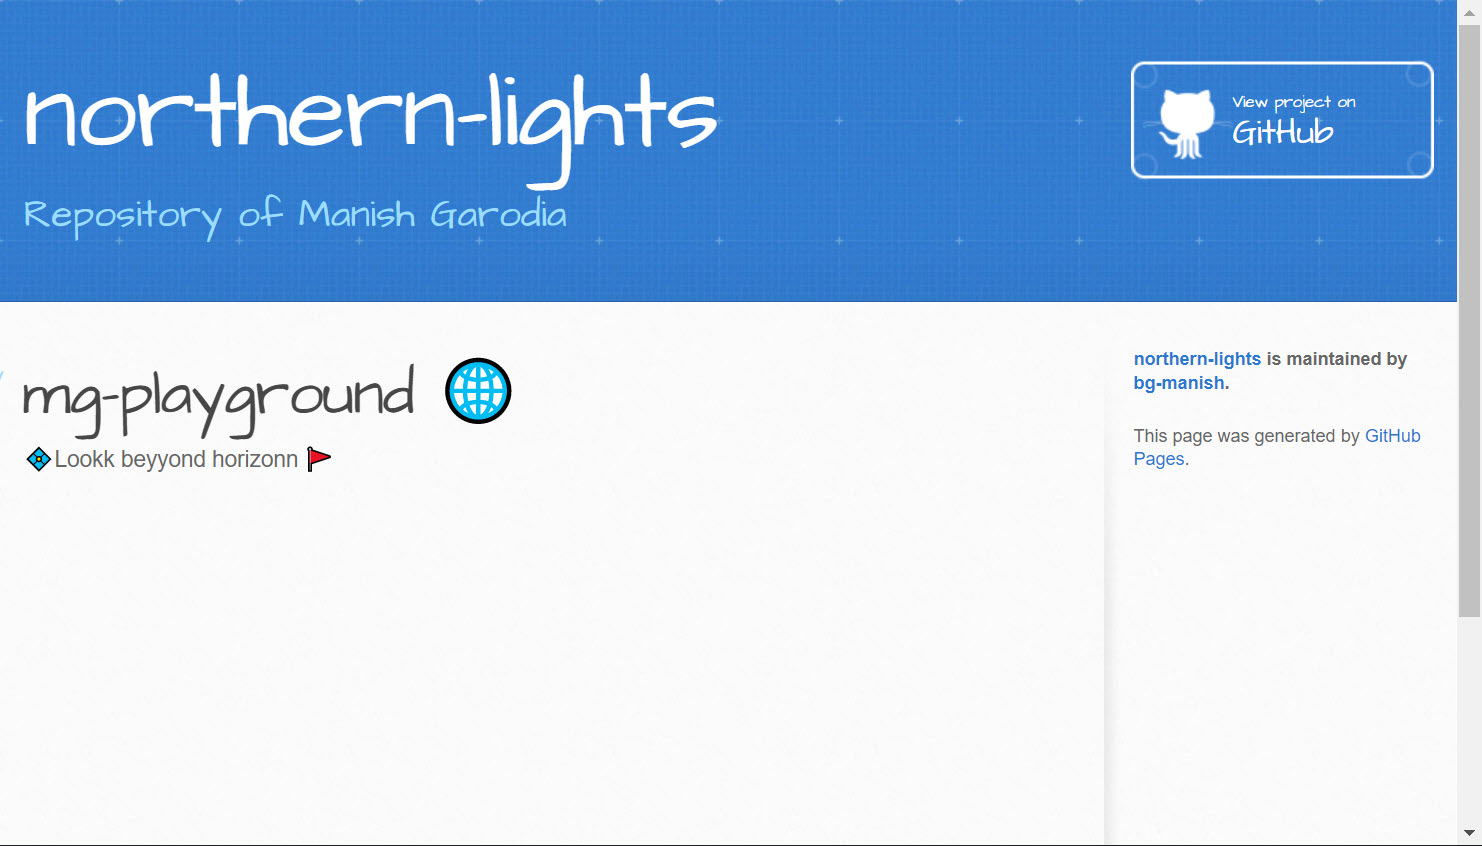 northern-lights
Repository of Manish Garodia
View project on
GitHub
mg-playground
Lookk beyyond horizonn
northern-lights is maintained by
bg-manish.
This page was generated by GitHub
Pages.